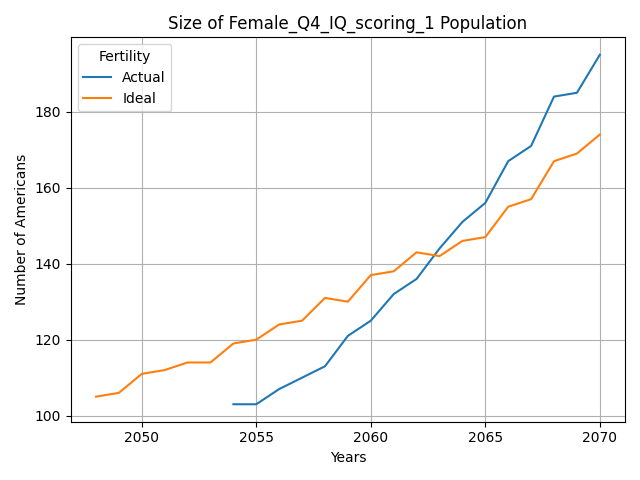 Size of Female_Q4_IQ_scoring_1 Population
Fertility
Actual
Ideal
Number of Americans
180
160
140
120
100
2050
2055
2060
2065
2070
Years